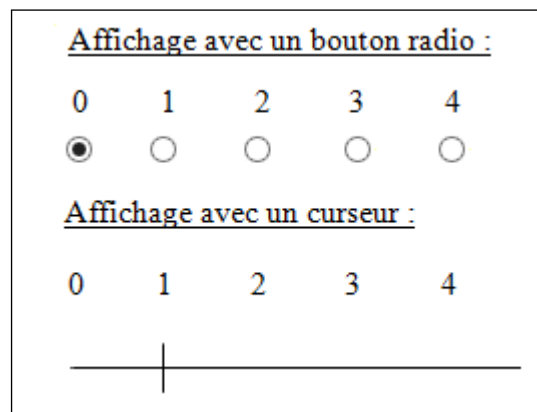 Affichage avec un bouton radio :
0 1 2 3 4
Affichage avec un curseur :
0 1 2 3 4